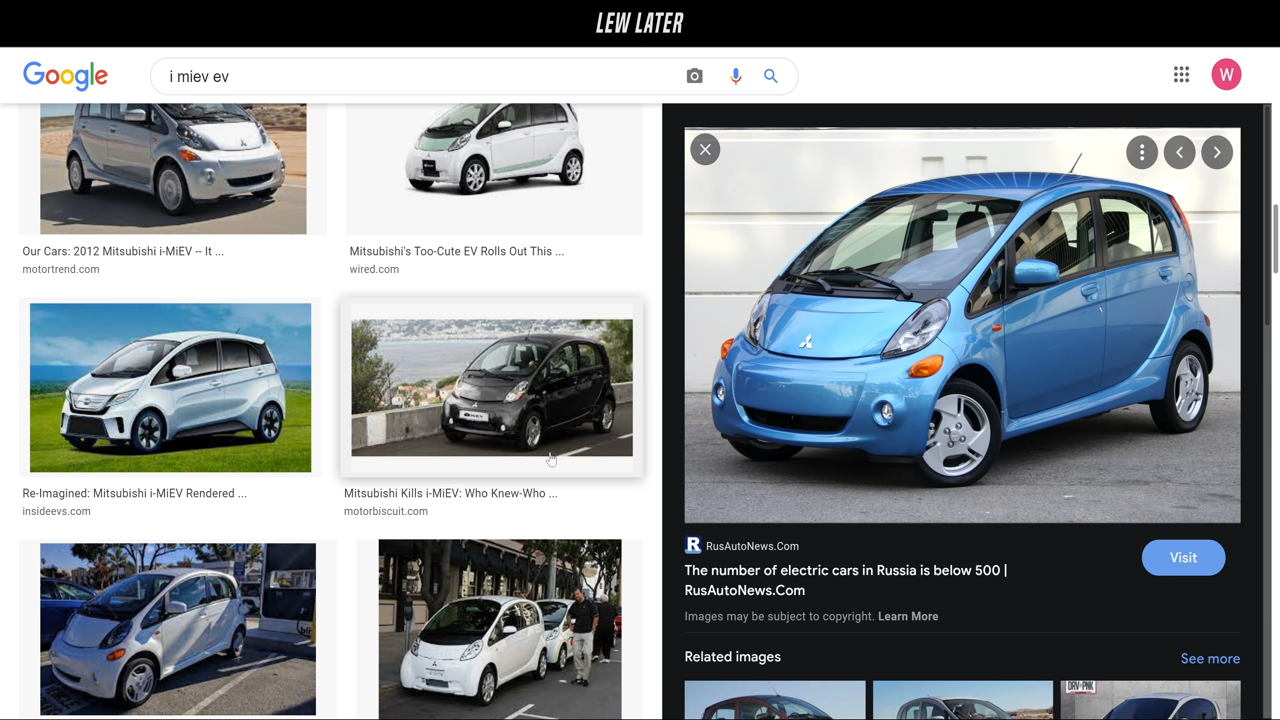 LEW LATER
Google
i miev ev
W
Our Cars: 2012 Mitsubishi i-MiEV -- It ...
motortrend.com
Mitsubishi's Too-Cute EV Rolls Out This ...
wired.com
Re-Imagined: Mitsubishi i-MiEV Rendered ...
insideevs.com
Mitsubishi Kills i-MiEV: Who Knew-Who ...
motorbiscuit.com
R RusAutoNews.Com
The number of electric cars in Russia is below 500 |
RusAutoNews.Com
Visit
Images may be subject to copyright. Learn More
Related images
See more
DRV♦PNK